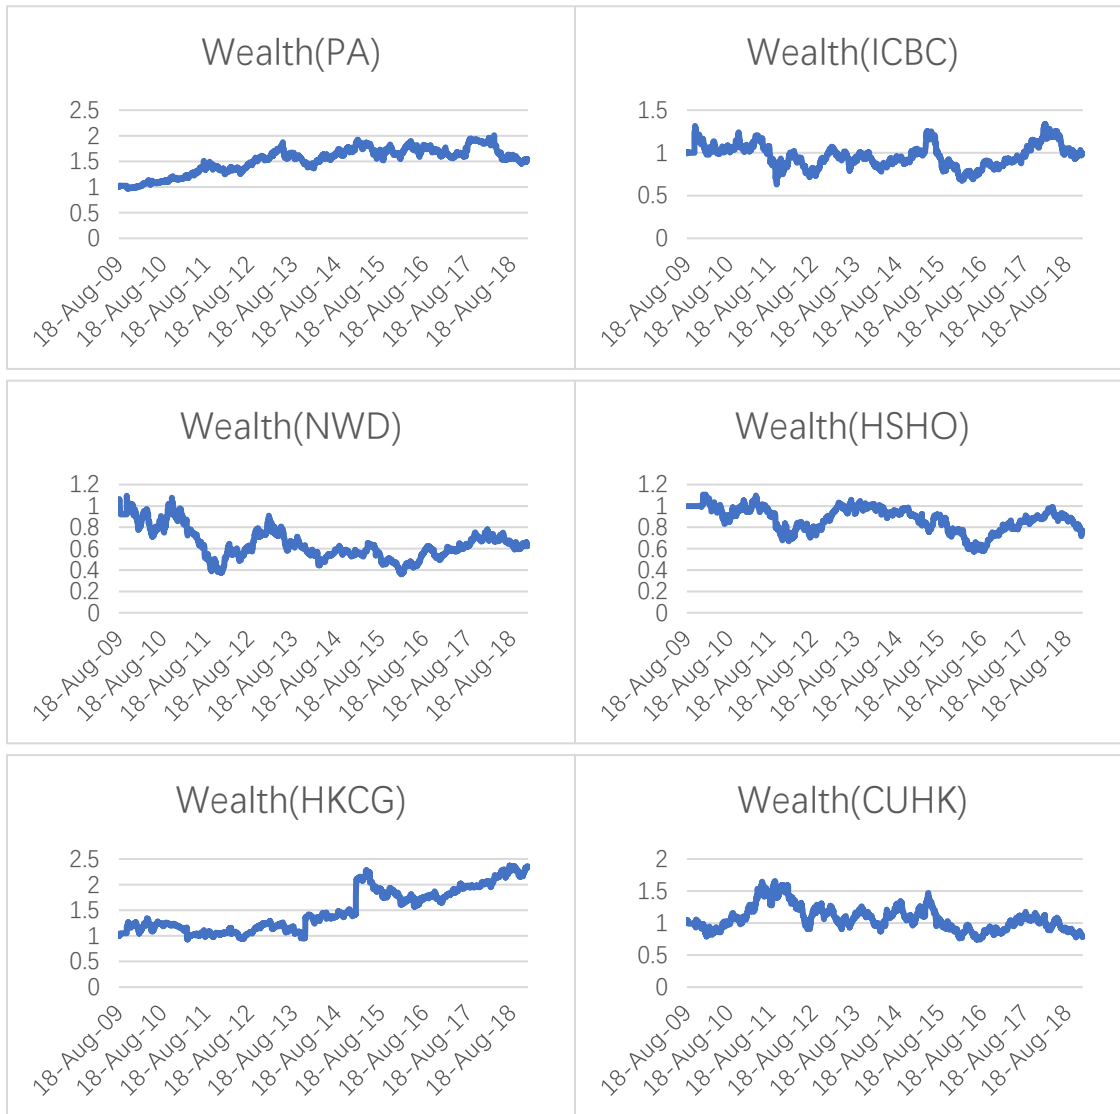 Wealth(PA)
2.5
2
1.5
1
0.5
0
18-Aug-09
18-Aug-10
18-Aug-11
18-Aug-12
18-Aug-13
18-Aug-14
18-Aug-15
18-Aug-16
18-Aug-17
18-Aug-18
Wealth(ICBC)
1.5
1
0.5
0
18-Aug-09
18-Aug-10
18-Aug-11
18-Aug-12
18-Aug-13
18-Aug-14
18-Aug-15
18-Aug-16
18-Aug-17
18-Aug-18
Wealth(NWD)
1.2
1
0.8
0.6
0.4
0.2
0
18-Aug-09
18-Aug-10
18-Aug-11
18-Aug-12
18-Aug-13
18-Aug-14
18-Aug-15
18-Aug-16
18-Aug-17
18-Aug-18
Wealth(HSHO)
1.2
1
0.8
0.6
0.4
0.2
0
18-Aug-09
18-Aug-10
18-Aug-11
18-Aug-12
18-Aug-13
18-Aug-14
18-Aug-15
18-Aug-16
18-Aug-17
18-Aug-18
Wealth(HKCG)
2.5
2
1.5
1
0.5
0
18-Aug-09
18-Aug-10
18-Aug-11
18-Aug-12
18-Aug-13
18-Aug-14
18-Aug-15
18-Aug-16
18-Aug-17
18-Aug-18
Wealth(CUHK)
2
1.5
1
0.5
0
18-Aug-09
18-Aug-10
18-Aug-11
18-Aug-12
18-Aug-13
18-Aug-14
18-Aug-15
18-Aug-16
18-Aug-17
18-Aug-18